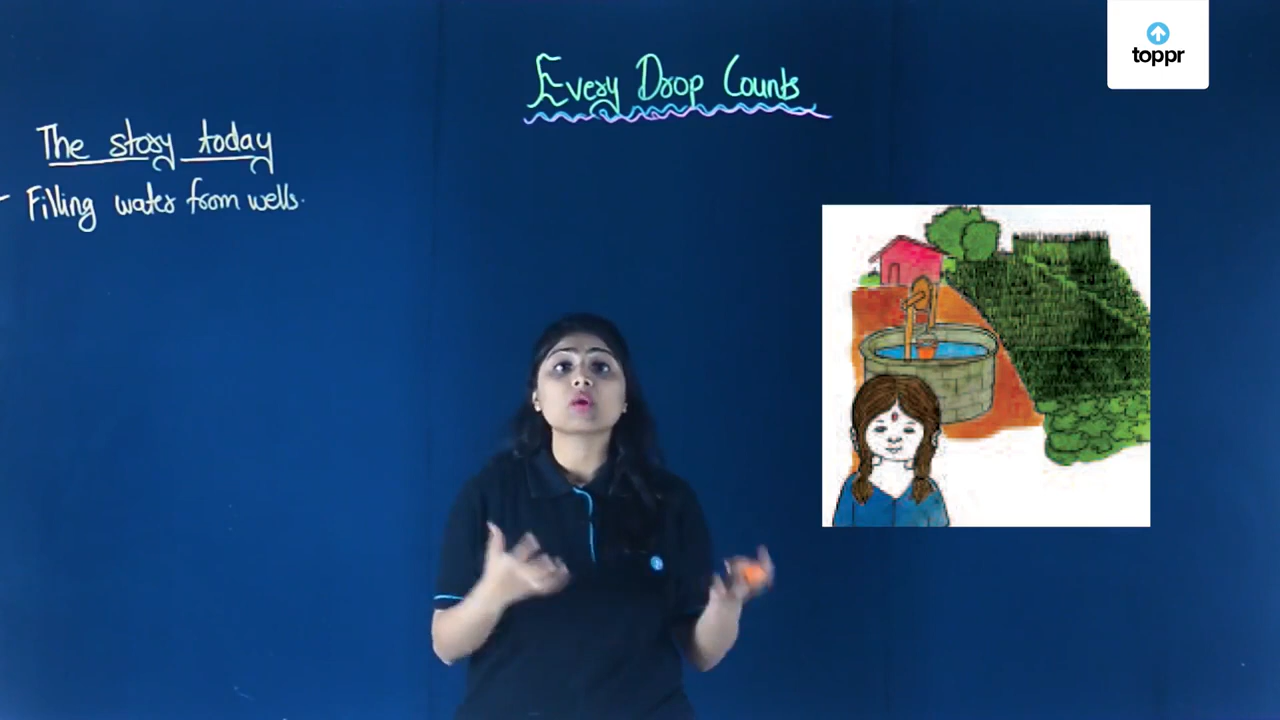 Every Drop Counts
toppr
The story today
- Filling water from wells.